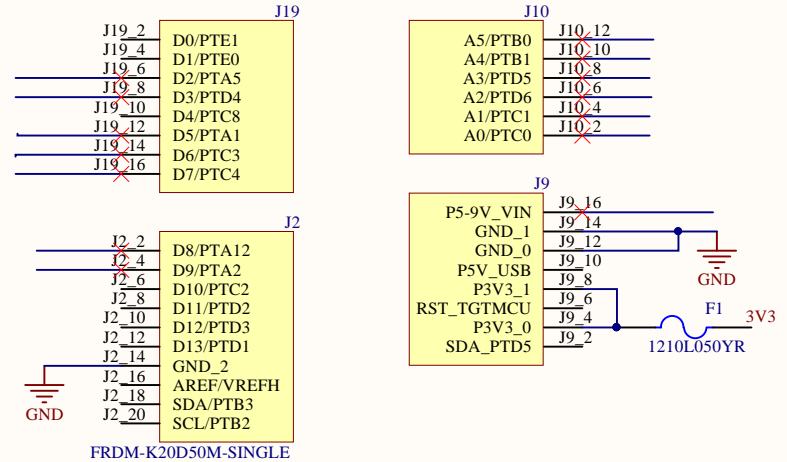 J19
J19_2 D0/PTE1
J19_4 D1/PTE0
J19_6 D2/PTA5
J19_8 D3/PTD4
J19_10 D4/PTC8
J19_12 D5/PTA1
J19_14 D6/PTC3
J19_16 D7/PTC4
J10
A5/PTB0 J10_12
A4/PTB1 J10_10
A3/PTD5 J10_8
A2/PTD6 J10_6
A1/PTC1 J10_4
A0/PTC0 J10_2
J2
J2_2 D8/PTA12
J2_4 D9/PTA2
J2_6 D10/PTC2
J2_8 D11/PTD2
J2_10 D12/PTD3
J2_12 D13/PTD1
J2_14 GND_2
J2_16 AREF/VREFH
J2_18 SDA/PTB3
J2_20 SCL/PTB2
GND
FRDM-K20D50M-SINGLE
J9
P5-9V_VIN J9_16
GND_1 J9_14
GND_0 J9_12
P5V_USB J9_10
P3V3_1 J9_8
RST_TGTMCU J9_6
P3V3_0 J9_4
SDA_PTD5 J9_2
GND
F1
3V3
1210L050YR